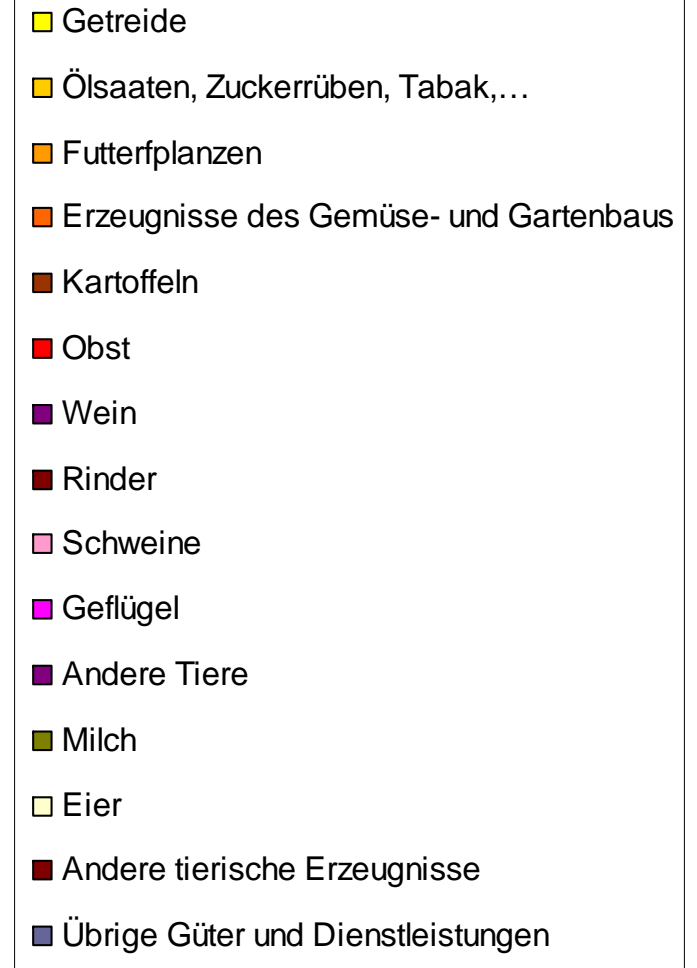 Getreide
Ölsaaten, Zuckerrüben, Tabak,…
Futterfplanzen
Erzeugnisse des Gemüse- und Gartenbaus
Kartoffeln
Obst
Wein
Rinder
Schweine
Geflügel
Andere Tiere
Milch
Eier
Andere tierische Erzeugnisse
Übrige Güter und Dienstleistungen